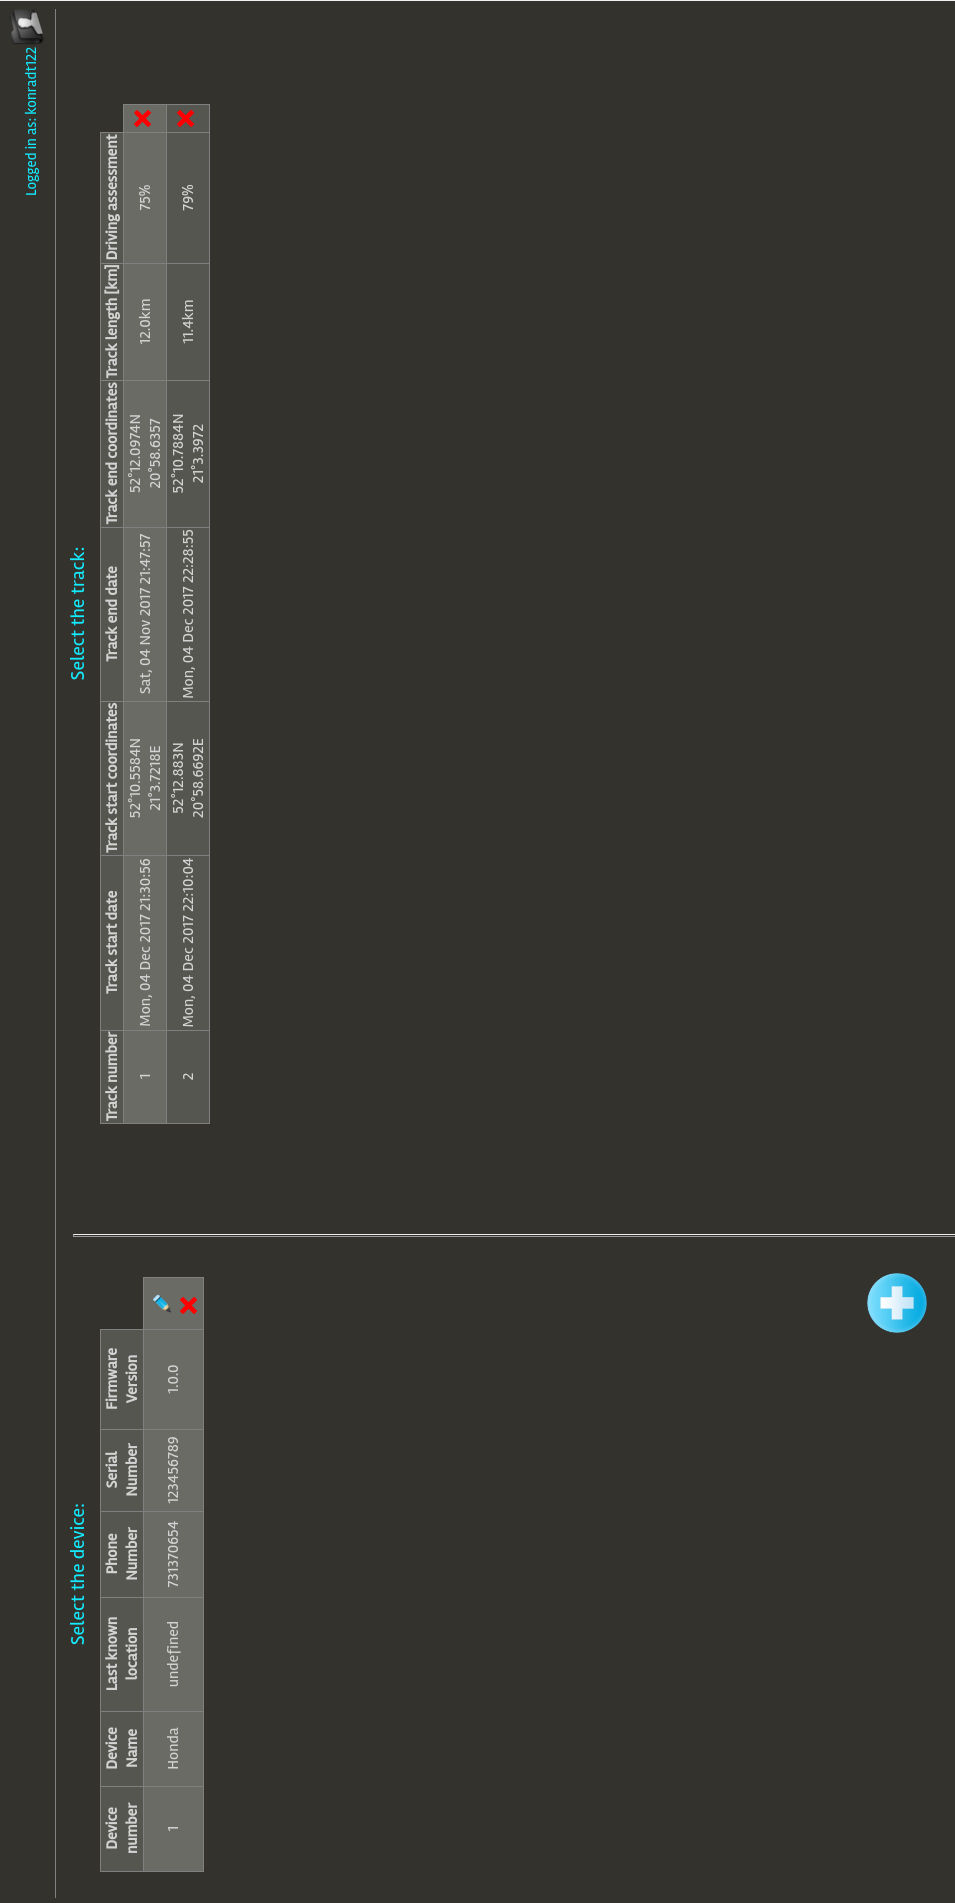 Logged in as: konradt122
Select the device:
Device number | Device Name | Last known location | Phone Number | Serial Number | Firmware Version
1 | Honda | undefined | 731370654 | 123456789 | 1.0.0
Select the track:
Track number | Track start date | Track start coordinates | Track end date | Track end coordinates | Track length [km] | Driving assessment
1 | Mon, 04 Dec 2017 21:30:56 | 52°10.5584N 21°3.7218E | Sat, 04 Nov 2017 21:47:57 | 52°12.0974N 20°58.6357 | 12.0km | 75%
2 | Mon, 04 Dec 2017 22:10:04 | 52°12.883N 20°58.6692E | Mon, 04 Dec 2017 22:28:55 | 52°10.7884N 21°3.3972 | 11.4km | 79%